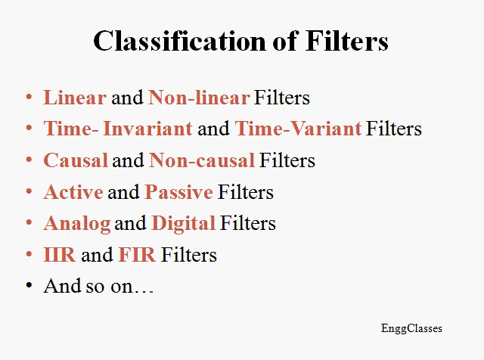 Classification of Filters
• Linear and Non-linear Filters
• Time- Invariant and Time-Variant Filters
• Causal and Non-causal Filters
• Active and Passive Filters
• Analog and Digital Filters
• IIR and FIR Filters
• And so on…
EnggClasses